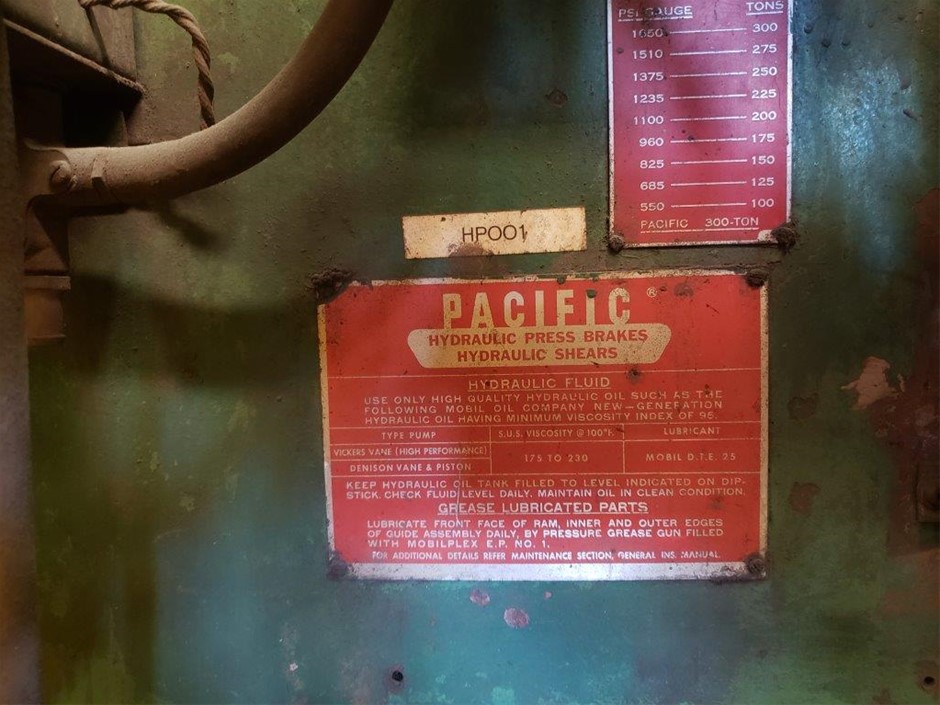 PSI GAUGE TONS
1650 300
1510 275
1375 250
1235 225
1100 200
960 175
825 150
685 125
550 100
PACIFIC 300-TON
HP001
PACIFIC ®
HYDRAULIC PRESS BRAKES
HYDRAULIC SHEARS
HYDRAULIC FLUID
USE ONLY HIGH QUALITY HYDRAULIC OIL SUCH AS THE
FOLLOWING MOBIL OIL COMPANY NEW-GENERATION
HYDRAULIC OIL HAVING MINIMUM VISCOSITY INDEX OF 95.
TYPE PUMP S.U.S. VISCOSITY @ 100°F. LUBRICANT
VICKERS VANE (HIGH PERFORMANCE)
175 TO 230 MOBIL D.T.E. 25
DENISON VANE & PISTON
KEEP HYDRAULIC OIL TANK FILLED TO LEVEL INDICATED ON DIP-
STICK. CHECK FLUID LEVEL DAILY. MAINTAIN OIL IN CLEAN CONDITION.
GREASE LUBRICATED PARTS
LUBRICATE FRONT FACE OF RAM, INNER AND OUTER EDGES
OF GUIDE ASSEMBLY DAILY, BY PRESSURE GREASE GUN FILLED
WITH MOBILPLEX E.P. NO. 1.
FOR ADDITIONAL DETAILS REFER MAINTENANCE SECTION, GENERAL INS. MANUAL.